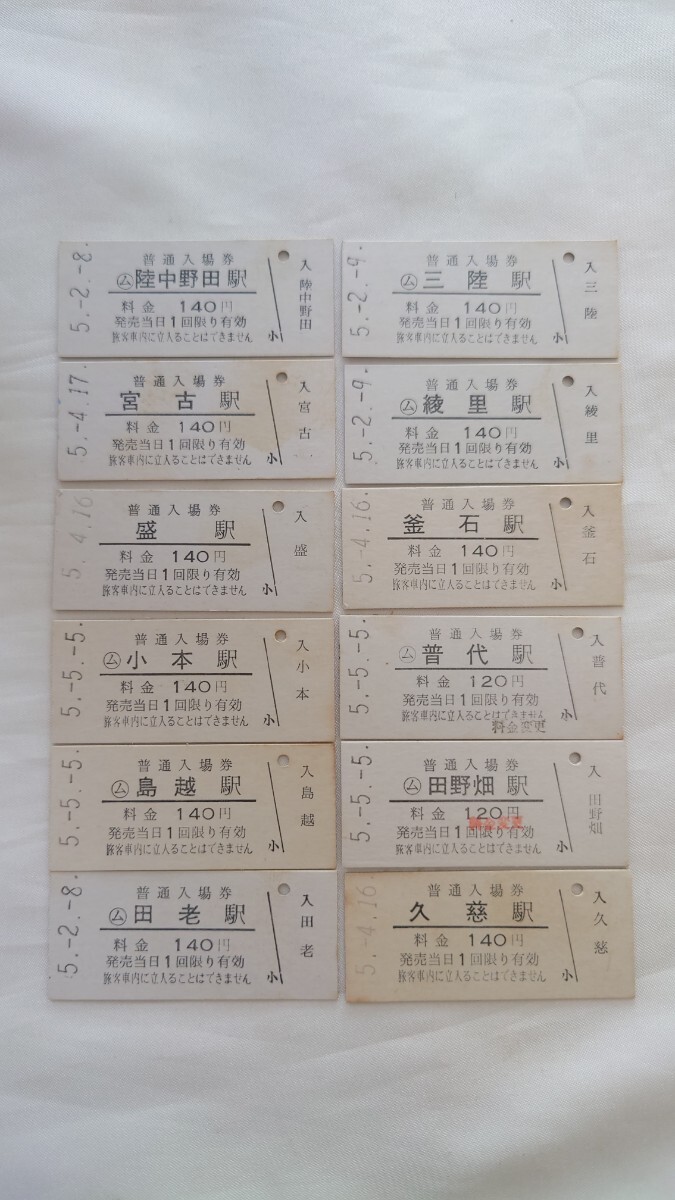 5.-2.-8.
普通入場券
㋰陸中野田駅
料金 140円
発売当日1回限り有効
旅客車内に立入ることはできません
小
入
陸中野田
5.-4.17.
普通入場券
宮古駅
料金 140円
発売当日1回限り有効
旅客車内に立入ることはできません
小
入
宮古
5.-4.16
普通入場券
盛駅
料金 140円
発売当日1回限り有効
旅客車内に立入ることはできません
小
入
盛
5.-5.-5.
普通入場券
㋰小本駅
料金 140円
発売当日1回限り有効
旅客車内に立入ることはできません
小
入
小本
5.-5.-5.
普通入場券
㋰島越駅
料金 140円
発売当日1回限り有効
旅客車内に立入ることはできません
小
入
島越
5.-2.-8.
普通入場券
㋰田老駅
料金 140円
発売当日1回限り有効
旅客車内に立入ることはできません
小
入
田老
5.-2.-9.
普通入場券
㋰三陸駅
料金 140円
発売当日1回限り有効
旅客車内に立入ることはできません
小
入
三陸
5.-2.-9.
普通入場券
㋰綾里駅
料金 140円
発売当日1回限り有効
旅客車内に立入ることはできません
小
入
綾里
5.-4.16.
普通入場券
釜石駅
料金 140円
発売当日1回限り有効
旅客車内に立入ることはできません
小
入
釜石
5.-5.-5.
普通入場券
㋰普代駅
料金 120円
発売当日1回限り有効
旅客車内に立入ることはできません
料金変更
小
入
普代
5.-5.-5.
普通入場券
㋰田野畑駅
料金 120円
料金変更
発売当日1回限り有効
旅客車内に立入ることはできません
小
入
田野畑
5.-4.16.
普通入場券
久慈駅
料金 140円
発売当日1回限り有効
旅客車内に立入ることはできません
小
入
久慈